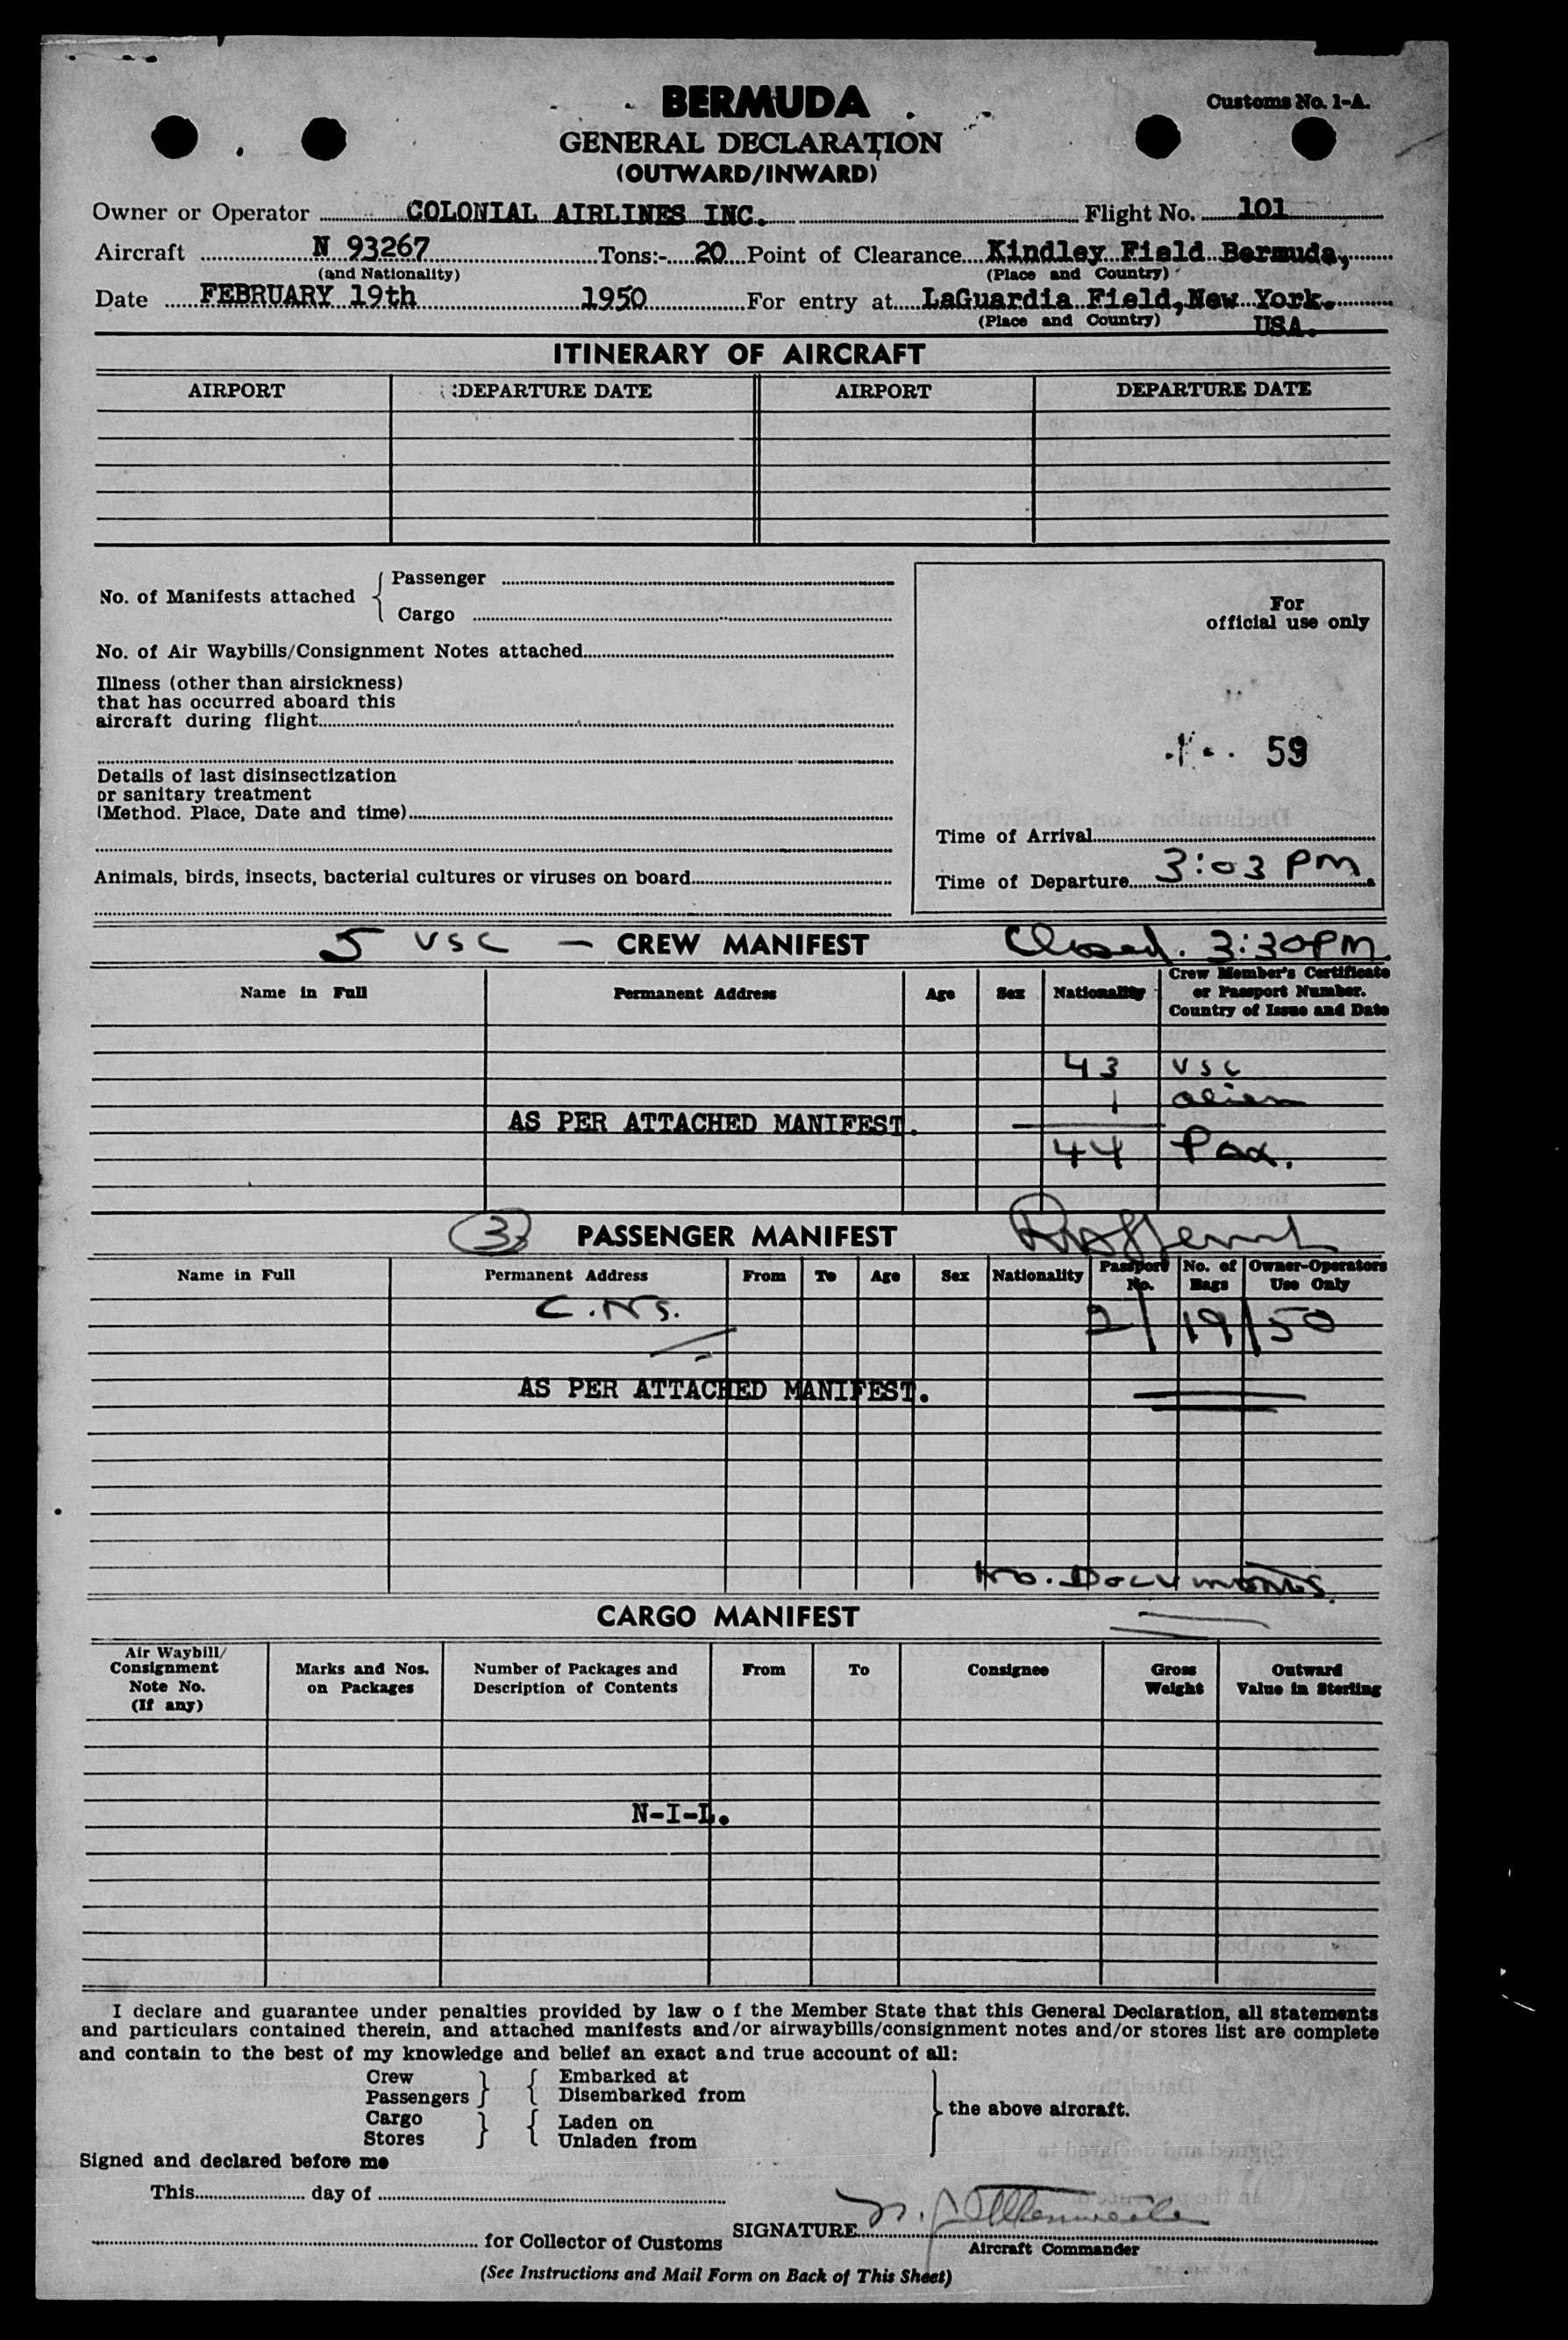 BERMUDA
Customs No. 1-A.
GENERAL DECLARATION
(OUTWARD/INWARD)
Owner or Operator COLONIAL AIRLINES INC. Flight No. 101
Aircraft N 93267 Tons:- 20 Point of Clearance Kindley Field Bermuda,
(and Nationality) (Place and Country)
Date FEBRUARY 19th 1950 For entry at LaGuardia Field, New York.
(Place and Country) USA.
ITINERARY OF AIRCRAFT
AIRPORT DEPARTURE DATE AIRPORT DEPARTURE DATE
No. of Manifests attached
Passenger
Cargo
No. of Air Waybills/Consignment Notes attached
Illness (other than airsickness)
that has occurred aboard this
aircraft during flight
Details of last disinsectization
or sanitary treatment
(Method. Place, Date and time)
Animals, birds, insects, bacterial cultures or viruses on board
For
official use only
59
Time of Arrival
Time of Departure 3:03 PM
5 USC — CREW MANIFEST Closed. 3:30PM
Name in Full Permanent Address Age Sex Nationality Crew Member's Certificate
or Passport Number.
Country of Issue and Date
43 USC
1 alien
AS PER ATTACHED MANIFEST.
44 Pax.
3 PASSENGER MANIFEST
Name in Full Permanent Address From To Age Sex Nationality Passport No. No. of Bags Owner-Operators Use Only
2/19/50
AS PER ATTACHED MANIFEST.
No. Documents
CARGO MANIFEST
Air Waybill/
Consignment
Note No.
(If any)
Marks and Nos.
on Packages
Number of Packages and
Description of Contents
From To Consignee
Gross
Weight
Outward
Value in Sterling
N-I-L.
I declare and guarantee under penalties provided by law o f the Member State that this General Declaration, all statements
and particulars contained therein, and attached manifests and/or airwaybills/consignment notes and/or stores list are complete
and contain to the best of my knowledge and belief an exact and true account of all:
Crew Embarked at
Passengers Disembarked from
the above aircraft.
Cargo Laden on
Stores Unladen from
Signed and declared before me
This day of
SIGNATURE
for Collector of Customs
Aircraft Commander
(See Instructions and Mail Form on Back of This Sheet)